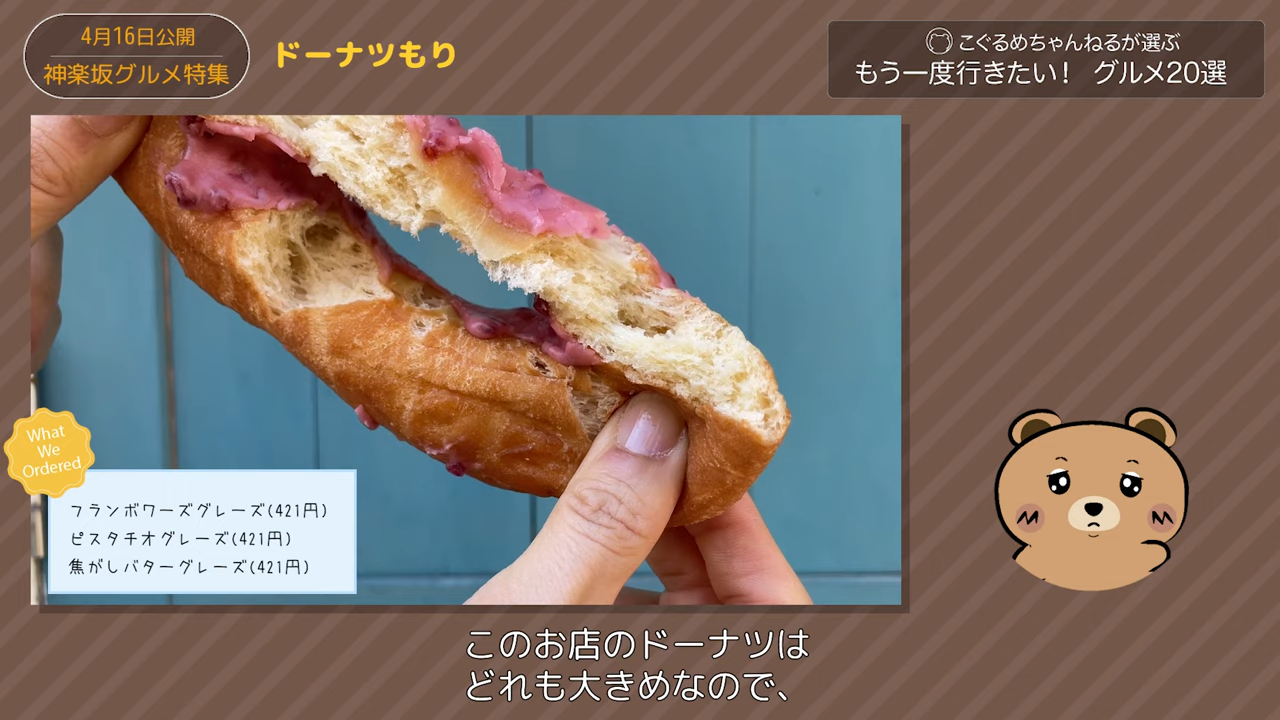 4月16日公開
神楽坂グルメ特集
ドーナツもり
こぐるめちゃんねるが選ぶ
もう一度行きたい! グルメ20選
What
We
Ordered
フランボワーズグレーズ(421円)
ピスタチオグレーズ(421円)
焦がしバターグレーズ(421円)
このお店のドーナツは
どれも大きめなので、